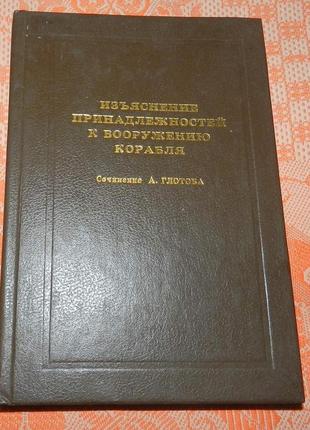 ИЗЪЯСНЕНИЕ
ПРИНАДЛЕЖНОСТЕЙ
К ВООРУЖЕНИЮ
КОРАБЛЯ
Сочинение А. ГЛОТОВА